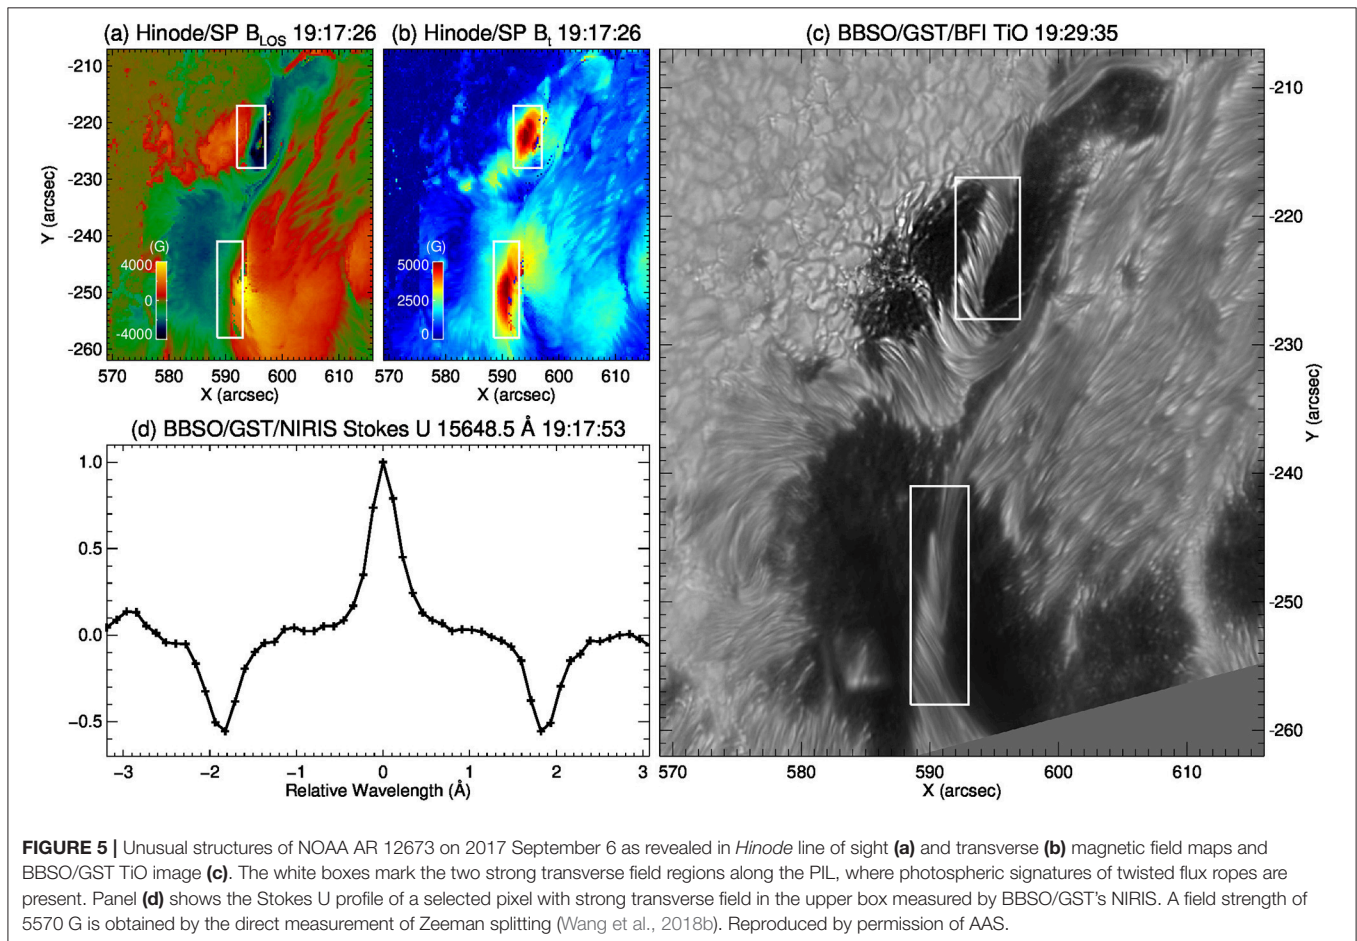 (a) Hinode/SP B_LOS 19:17:26
(b) Hinode/SP B_t 19:17:26
(c) BBSO/GST/BFI TiO 19:29:35
-210
-220
-230
-240
-250
-260
Y (arcsec)
(G)
4000
0
-4000
570 580 590 600 610
X (arcsec)
(G)
5000
2500
0
570 580 590 600 610
X (arcsec)
-210
-220
-230
-240
-250
-260
Y (arcsec)
570 580 590 600 610
X (arcsec)
(d) BBSO/GST/NIRIS Stokes U 15648.5 Å 19:17:53
1.0
0.5
0.0
−0.5
−3 −2 −1 0 1 2 3
Relative Wavelength (Å)
FIGURE 5 | Unusual structures of NOAA AR 12673 on 2017 September 6 as revealed in Hinode line of sight (a) and transverse (b) magnetic field maps and
BBSO/GST TiO image (c). The white boxes mark the two strong transverse field regions along the PIL, where photospheric signatures of twisted flux ropes are
present. Panel (d) shows the Stokes U profile of a selected pixel with strong transverse field in the upper box measured by BBSO/GST's NIRIS. A field strength of
5570 G is obtained by the direct measurement of Zeeman splitting (Wang et al., 2018b). Reproduced by permission of AAS.